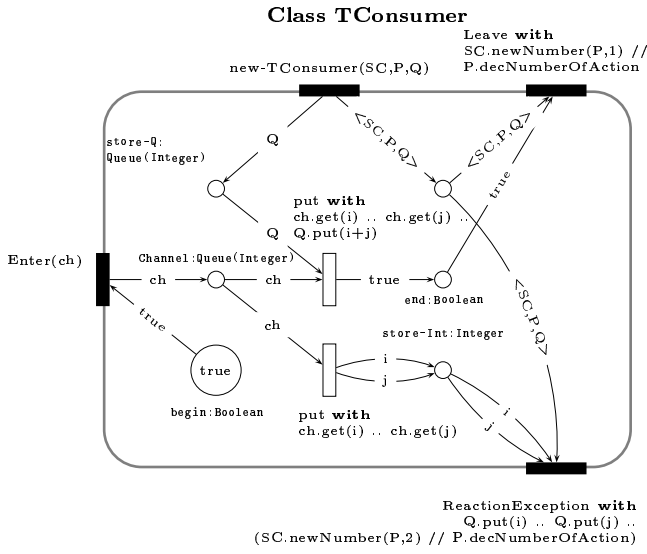 Class TConsumer
Leave with
SC.newNumber(P,1) //
P.decNumberOfAction
new-TConsumer(SC,P,Q)
Q
<SC,P,Q>
<SC,P,Q>
store-Q:
Queue(Integer)
true
put with
ch.get(i) .. ch.get(j) ..
Q.put(i+j)
Q
Enter(ch)
Channel:Queue(Integer)
ch
ch
true
end:Boolean
<SC,P,Q>
true
ch
store-Int:Integer
i
j
true
begin:Boolean
put with
ch.get(i) .. ch.get(j)
i
j
ReactionException with
Q.put(i) .. Q.put(j) ..
(SC.newNumber(P,2) // P.decNumberOfAction)